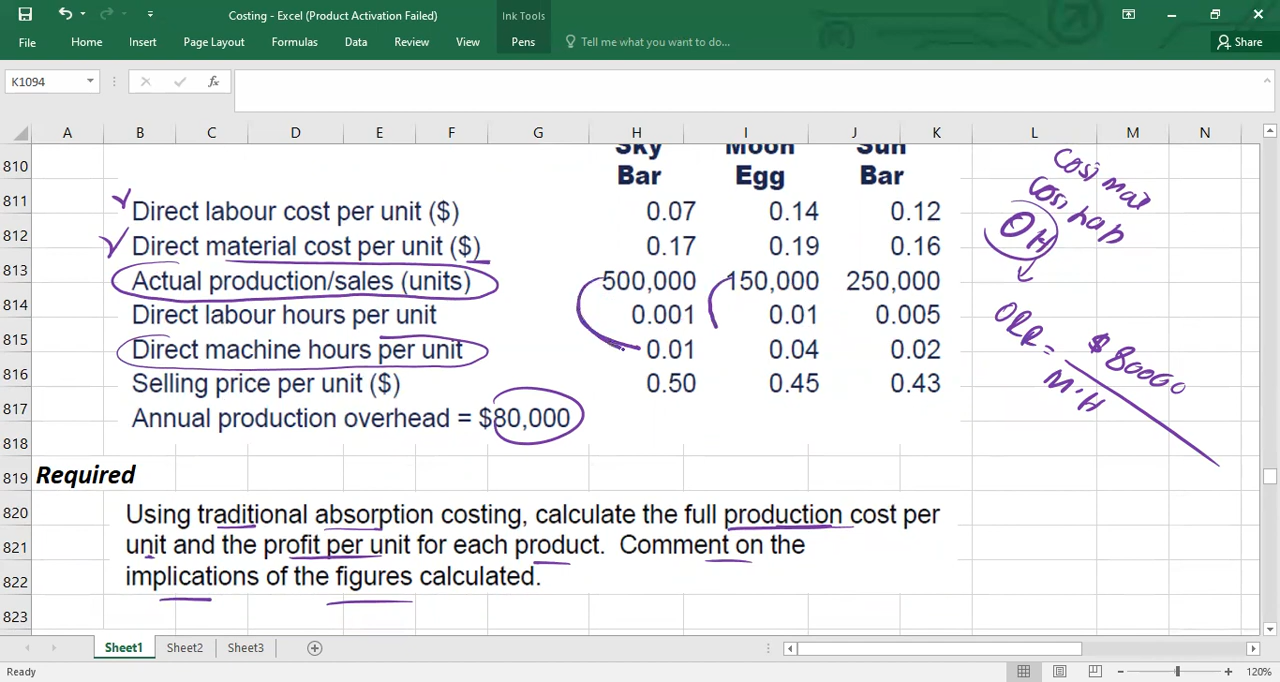 Costing - Excel (Product Activation Failed)
Ink Tools
File Home Insert Page Layout Formulas Data Review View Pens Tell me what you want to do... Share
K1094 fx
A B C D E F G H I J K L M N
810 Sky Moon Sun
Bar Egg Bar
811 Direct labour cost per unit ($) 0.07 0.14 0.12
812 Direct material cost per unit ($) 0.17 0.19 0.16
813 Actual production/sales (units) 500,000 150,000 250,000
814 Direct labour hours per unit 0.001 0.01 0.005
815 Direct machine hours per unit 0.01 0.04 0.02
816 Selling price per unit ($) 0.50 0.45 0.43
817 Annual production overhead = $80,000
818
819 Required
820 Using traditional absorption costing, calculate the full production cost per
821 unit and the profit per unit for each product. Comment on the
822 implications of the figures calculated.
823
OH
ORR = $80000
M.H
Sheet1 Sheet2 Sheet3
Ready 120%